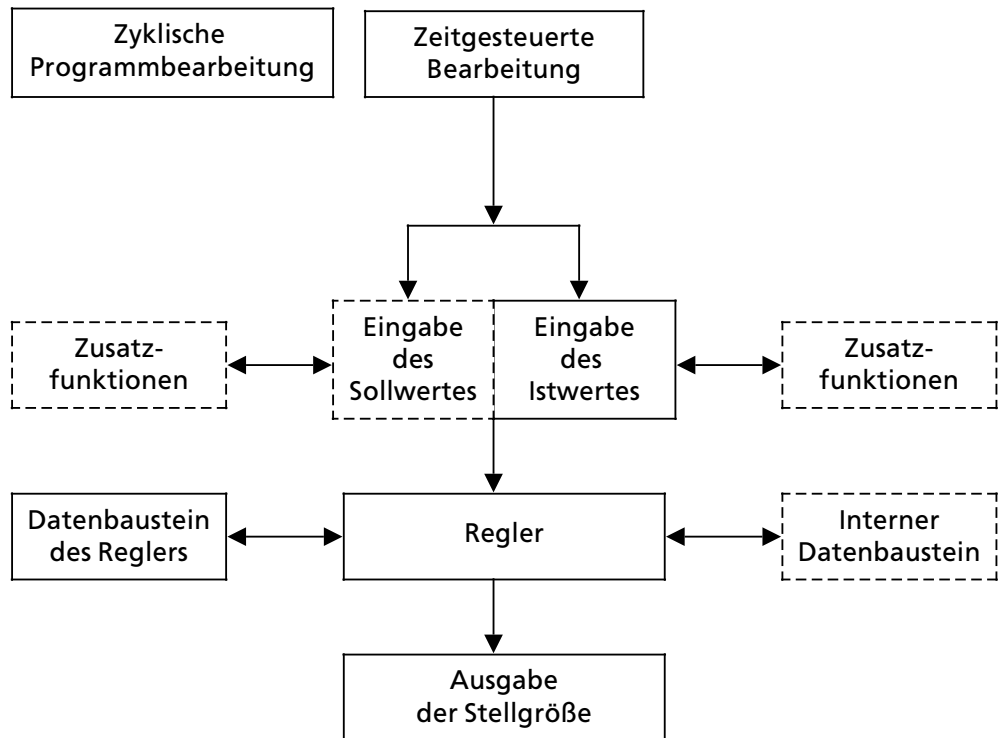 Zyklische
Programmbearbeitung
Zeitgesteuerte
Bearbeitung
Zusatz-
funktionen
Eingabe
des
Sollwertes
Eingabe
des
Istwertes
Zusatz-
funktionen
Datenbaustein
des Reglers
Regler
Interner
Datenbaustein
Ausgabe
der Stellgröße